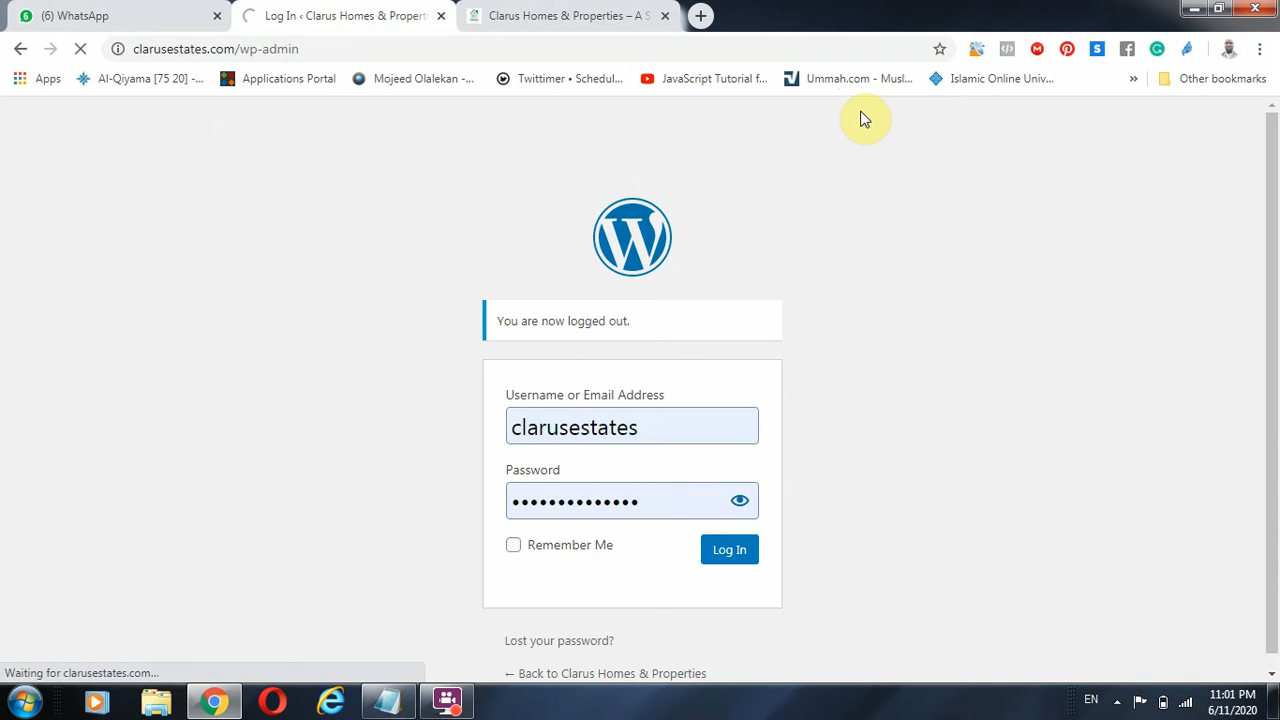 (6) WhatsApp
Log In ‹ Clarus Homes & Properti
Clarus Homes & Properties – A S
clarusestates.com/wp-admin
Apps
Al-Qiyama [75 20] -...
Applications Portal
Mojeed Olalekan -...
Twittimer • Schedul...
JavaScript Tutorial f...
Ummah.com - Musl...
Islamic Online Univ...
»
Other bookmarks
You are now logged out.
Username or Email Address
clarusestates
Password
••••••••••••••
Remember Me
Log In
Lost your password?
← Back to Clarus Homes & Properties
Waiting for clarusestates.com...
EN
11:01 PM
6/11/2020